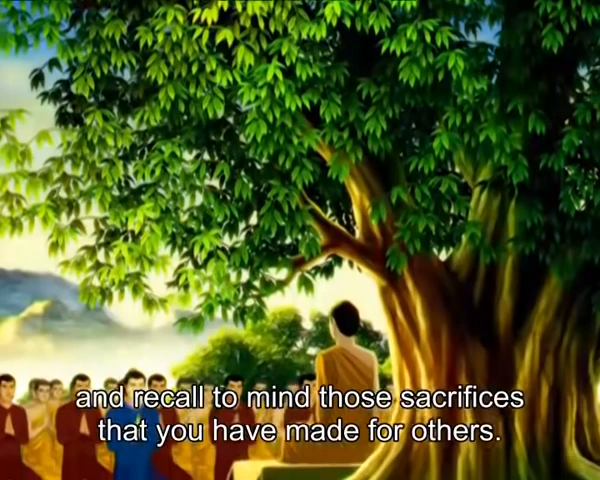 and recall to mind those sacrifices
that you have made for others.